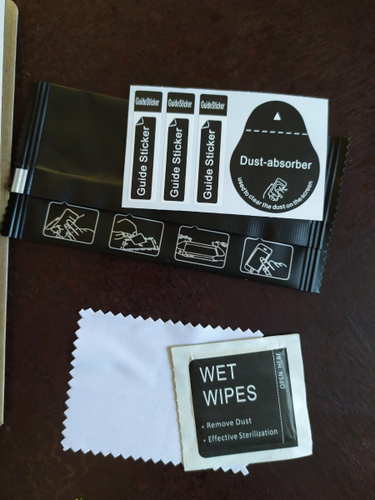 GuideSticker
GuideSticker
GuideSticker
Guide Sticker
Guide Sticker
Guide Sticker
Dust-absorber
used to clear the dust on the screen
WET
WIPES
OPEN HERE
• Remove Dust
• Effective Sterilization